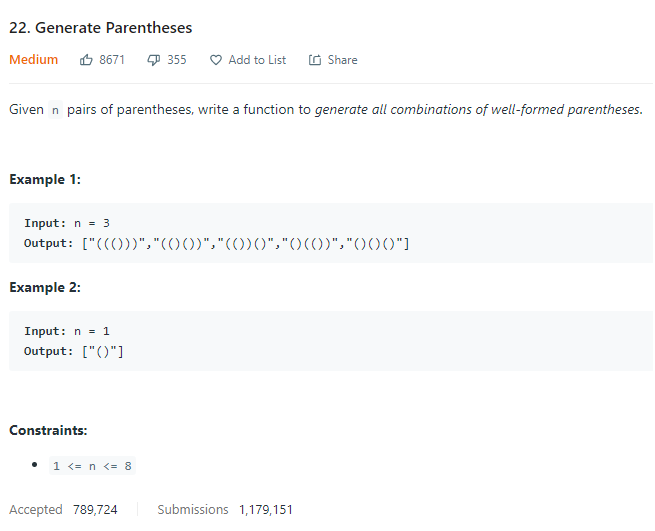 22. Generate Parentheses
Medium 8671 355 Add to List Share
Given n pairs of parentheses, write a function to generate all combinations of well-formed parentheses.
Example 1:
Input: n = 3
Output: ["((()))","(()())","(())()","()(())","()()()"]
Example 2:
Input: n = 1
Output: ["()"]
Constraints:
• 1 <= n <= 8
Accepted 789,724 Submissions 1,179,151